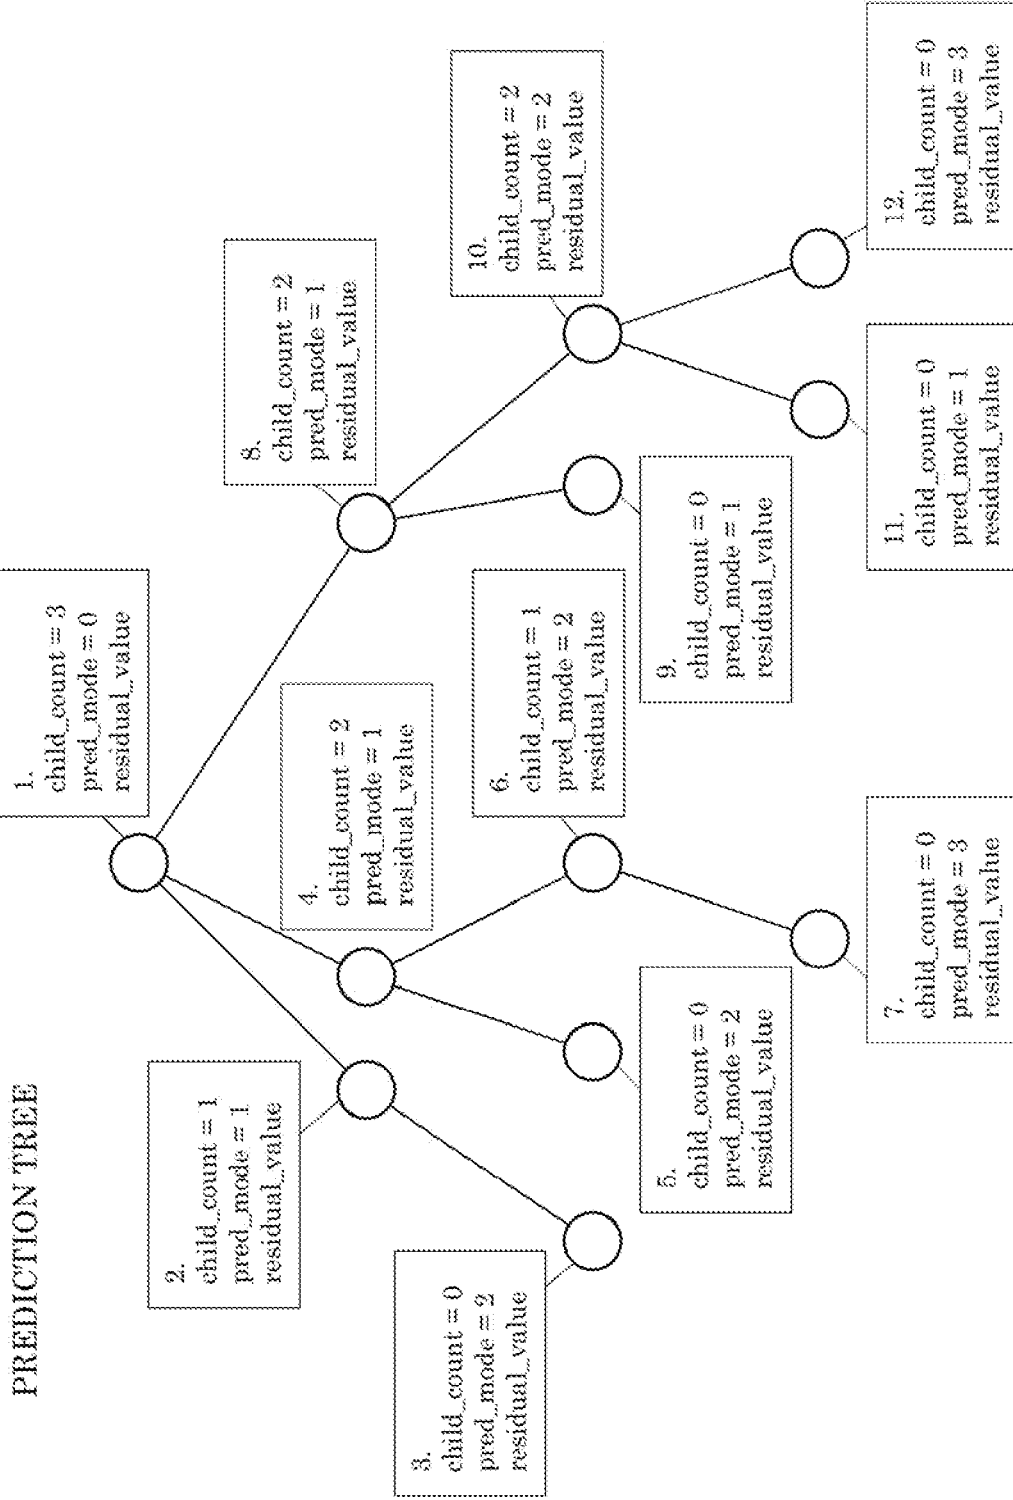 PREDICTION TREE
1.
child_count = 3
pred_mode = 0
residual_value
2.
child_count = 1
pred_mode = 1
residual_value
3.
child_count = 0
pred_mode = 2
residual_value
4.
child_count = 2
pred_mode = 1
residual_value
5.
child_count = 0
pred_mode = 2
residual_value
6.
child_count = 1
pred_mode = 2
residual_value
7.
child_count = 0
pred_mode = 3
residual_value
8.
child_count = 2
pred_mode = 1
residual_value
9.
child_count = 0
pred_mode = 1
residual_value
10.
child_count = 2
pred_mode = 2
residual_value
11.
child_count = 0
pred_mode = 1
residual_value
12.
child_count = 0
pred_mode = 3
residual_value